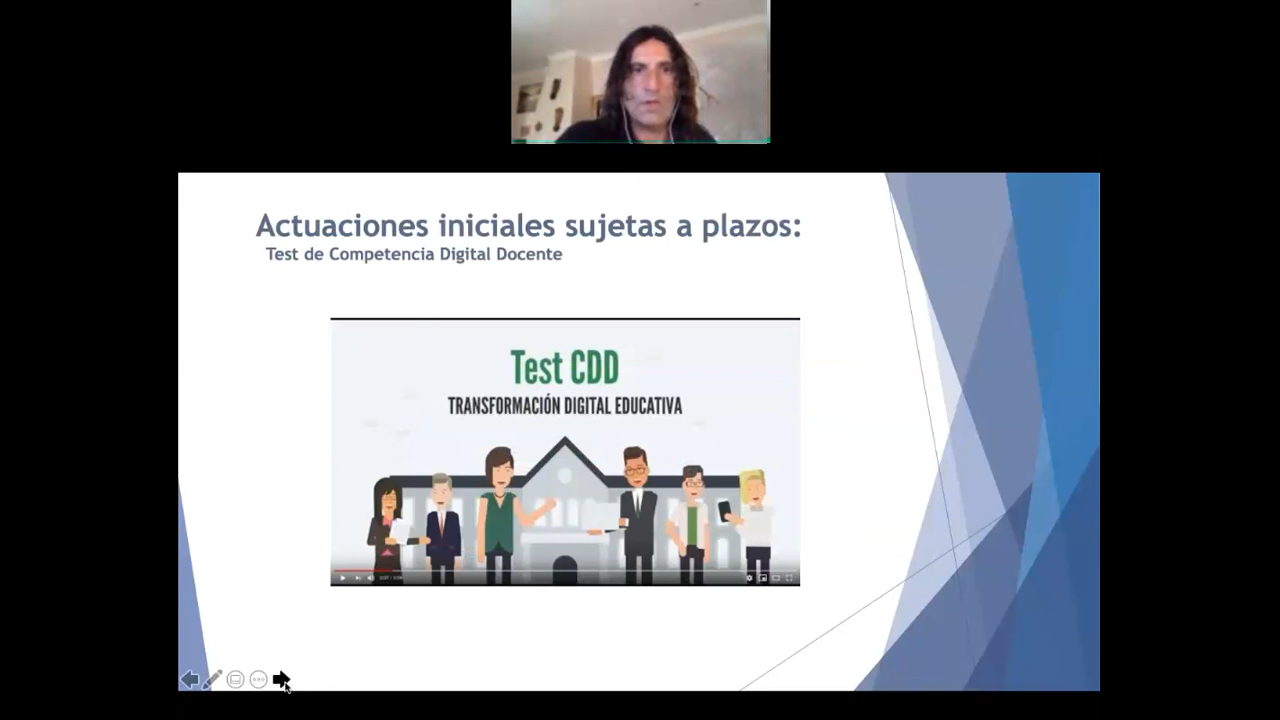 Actuaciones iniciales sujetas a plazos:
Test de Competencia Digital Docente
Test CDD
TRANSFORMACIÓN DIGITAL EDUCATIVA